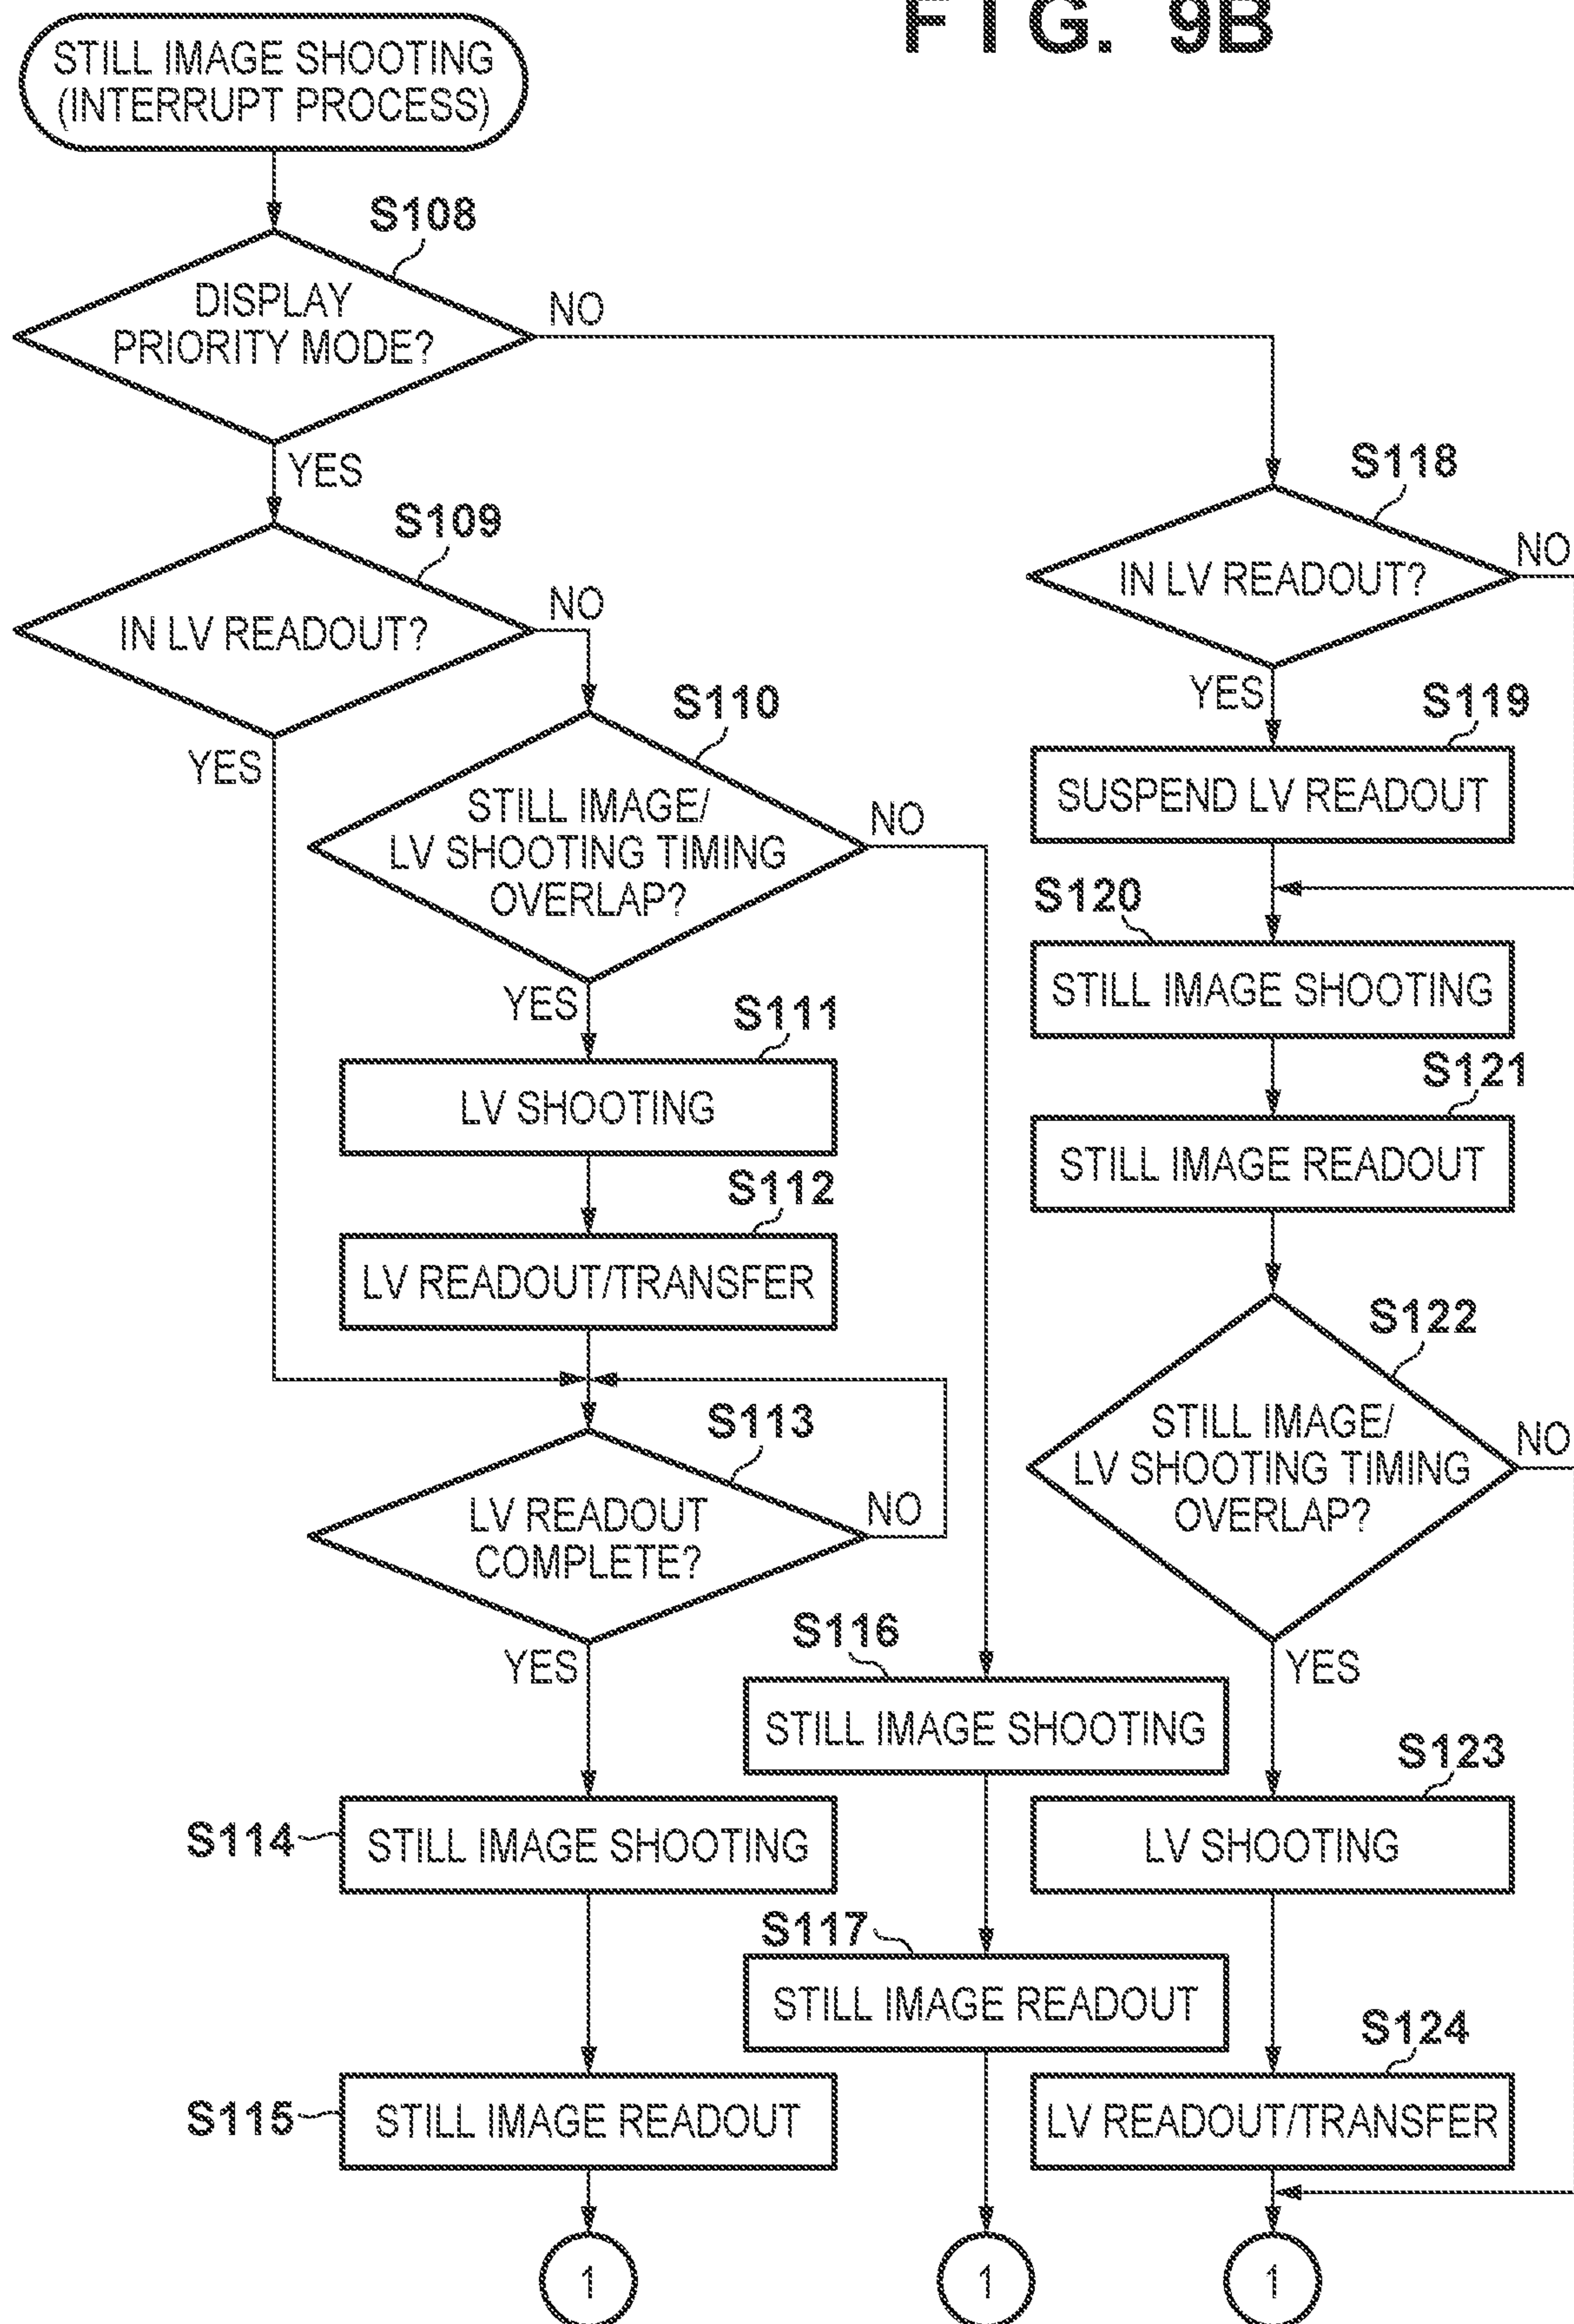 FIG. 9B
STILL IMAGE SHOOTING
(INTERRUPT PROCESS)
S108
DISPLAY
PRIORITY MODE?
NO
YES
S109
IN LV READOUT?
NO
YES
S110
STILL IMAGE/
LV SHOOTING TIMING
OVERLAP?
NO
YES
S111
LV SHOOTING
S112
LV READOUT/TRANSFER
S113
LV READOUT
COMPLETE?
NO
YES
S114
STILL IMAGE SHOOTING
S115
STILL IMAGE READOUT
1
S116
STILL IMAGE SHOOTING
S117
STILL IMAGE READOUT
1
S118
IN LV READOUT?
NO
YES
S119
SUSPEND LV READOUT
S120
STILL IMAGE SHOOTING
S121
STILL IMAGE READOUT
S122
STILL IMAGE/
LV SHOOTING TIMING
OVERLAP?
NO
YES
S123
LV SHOOTING
S124
LV READOUT/TRANSFER
1